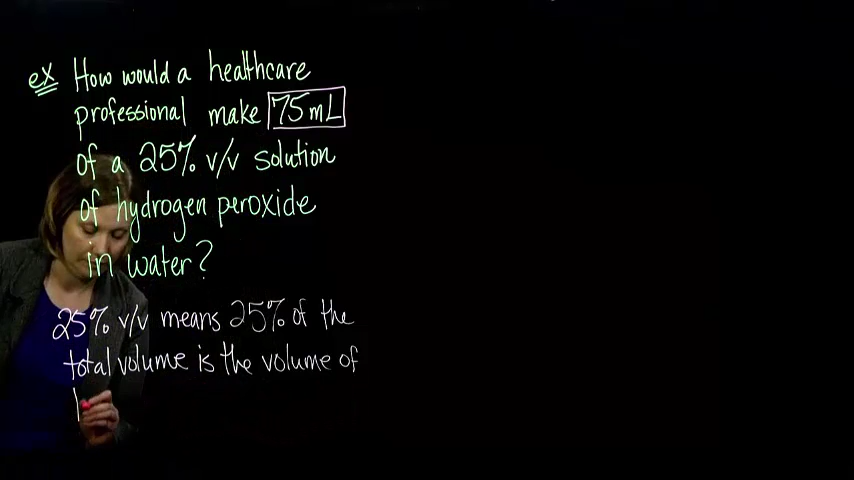 ex How would a healthcare
professional make 75 mL
of a 25% v/v solution
of hydrogen peroxide
in water?
25% v/v means 25% of the
total volume is the volume of